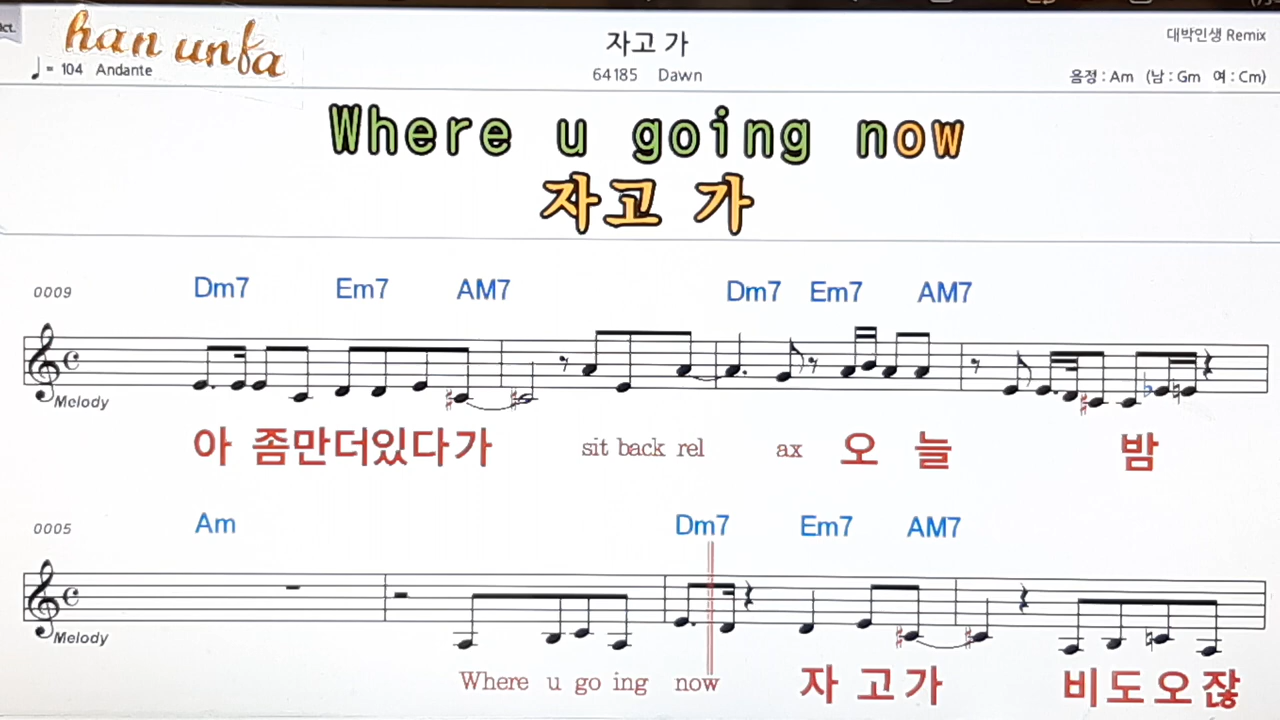 han unfa
자고 가
대박인생 Remix
♩= 104 Andante
64185 Dawn
음정 : Am (남 : Gm 여 : Cm)
Where u going now
자고 가
0009 Dm7 Em7 AM7 Dm7 Em7 AM7
Melody
아 좀만더있다가 sit back rel ax 오 늘 밤
0005 Am Dm7 Em7 AM7
Melody
Where u go ing now 자 고가 비도오잖